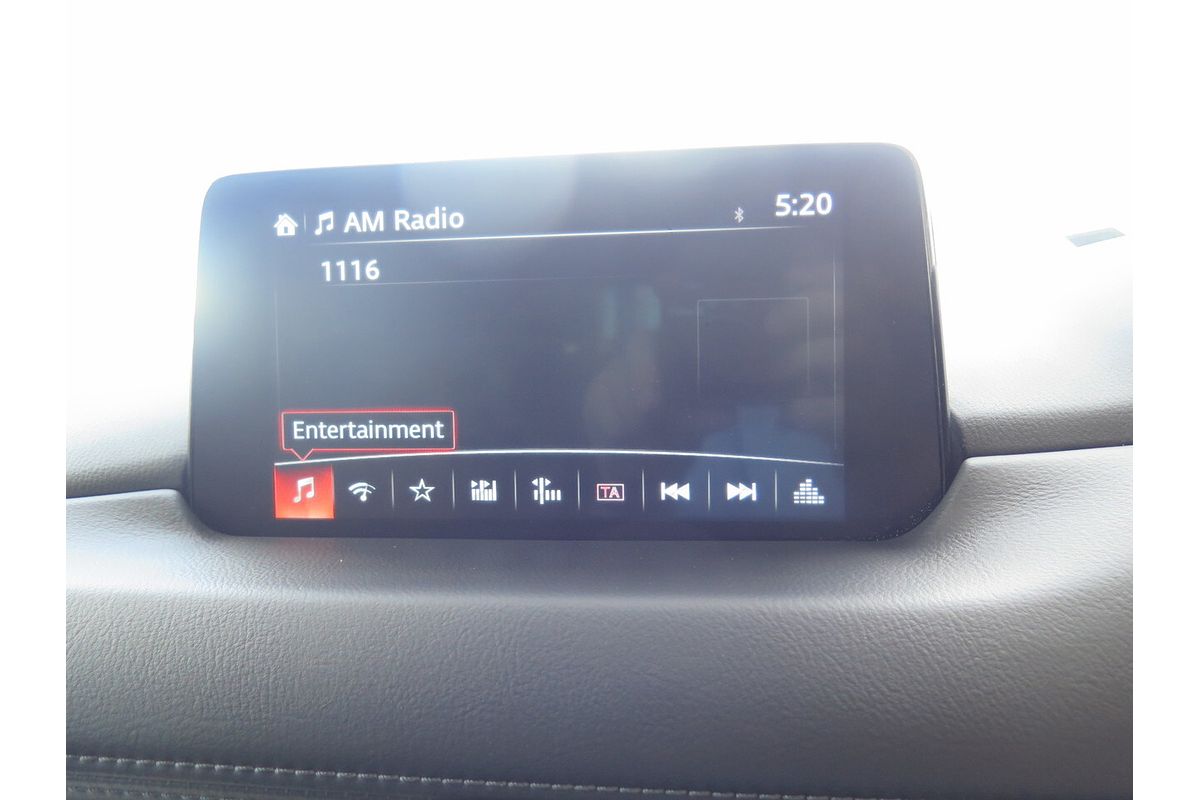 AM Radio
5:20
1116
Entertainment
TA